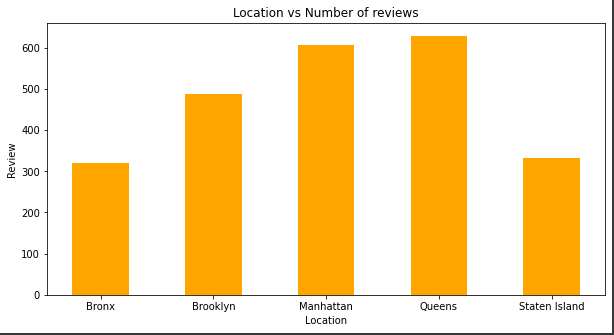 Location vs Number of reviews
600
500
400
300
200
100
0
Review
Bronx Brooklyn Manhattan Queens Staten Island
Location